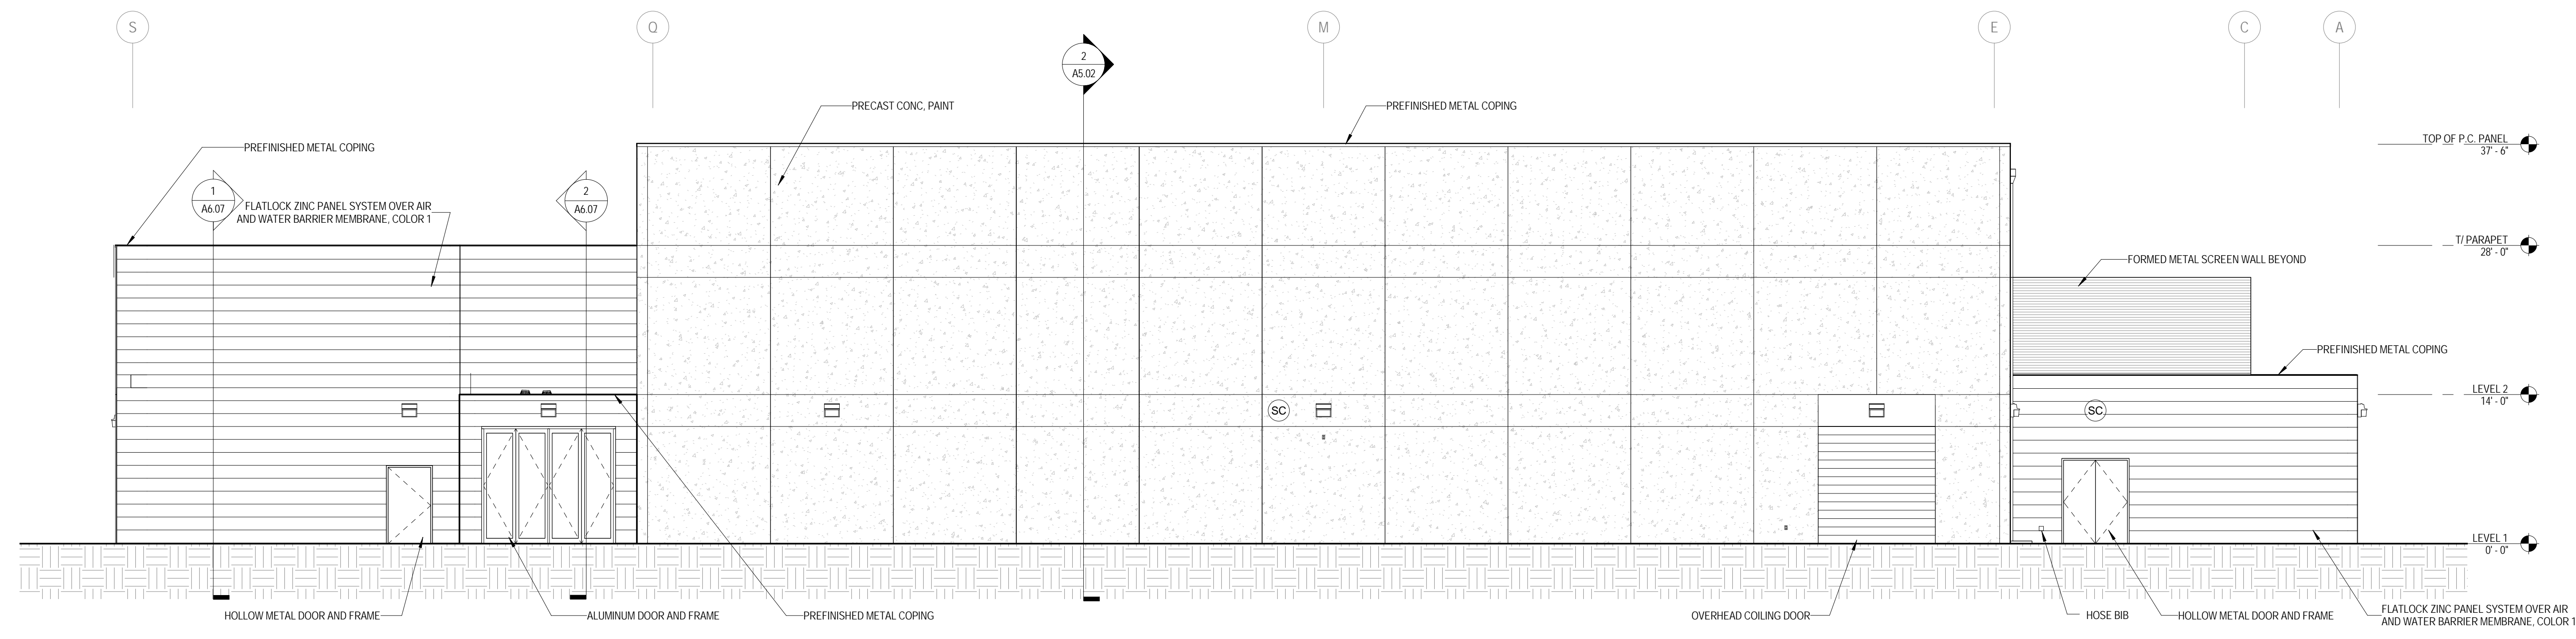 S
Q
M
E
C
A
2
A5.02
PRECAST CONC, PAINT
PREFINISHED METAL COPING
TOP OF P.C. PANEL
37' - 6"
PREFINISHED METAL COPING
1
A6.07
2
A6.07
FLATLOCK ZINC PANEL SYSTEM OVER AIR
AND WATER BARRIER MEMBRANE, COLOR 1
T/ PARAPET
28' - 0"
FORMED METAL SCREEN WALL BEYOND
PREFINISHED METAL COPING
LEVEL 2
14' - 0"
SC
SC
LEVEL 1
0' - 0"
HOLLOW METAL DOOR AND FRAME
ALUMINUM DOOR AND FRAME
PREFINISHED METAL COPING
OVERHEAD COILING DOOR
HOSE BIB
HOLLOW METAL DOOR AND FRAME
FLATLOCK ZINC PANEL SYSTEM OVER AIR
AND WATER BARRIER MEMBRANE, COLOR 1